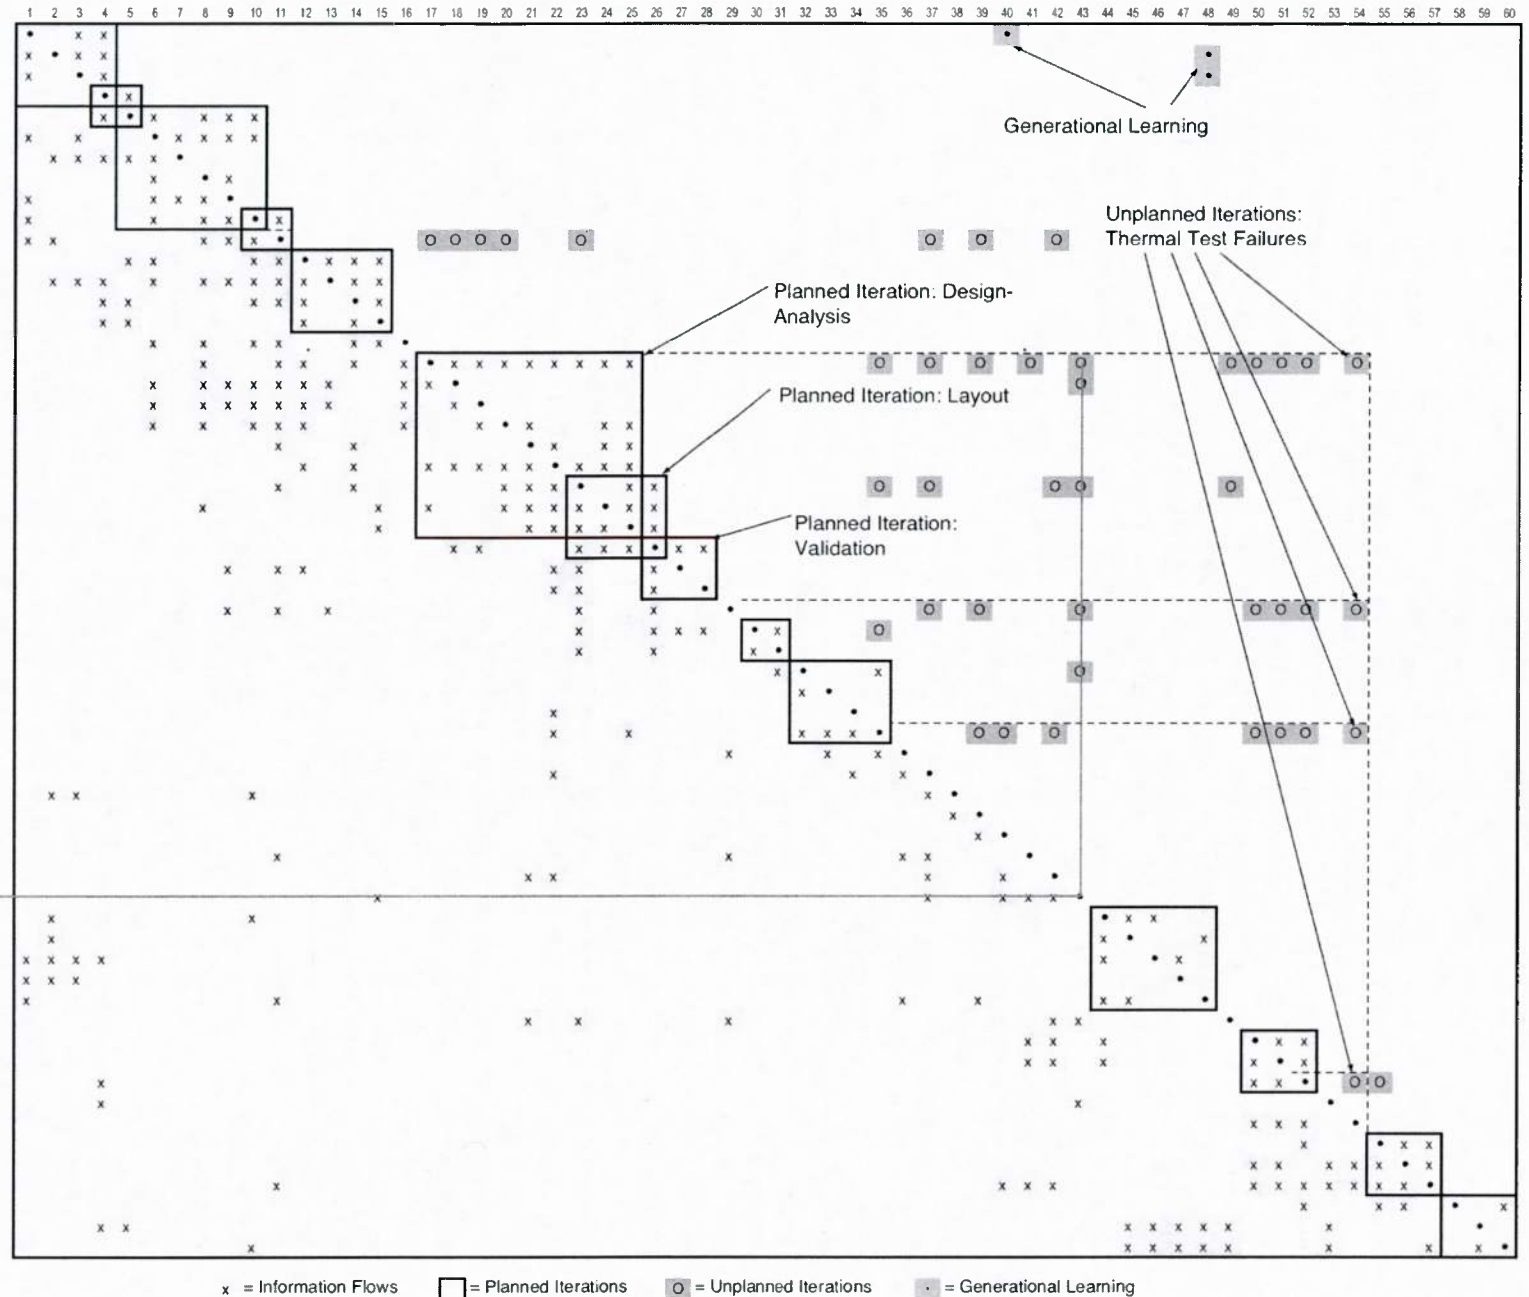 1 2 3 4 5 6 7 8 9 10 11 12 13 14 15 16 17 18 19 20 21 22 23 24 25 26 27 28 29 30 31 32 33 34 35 36 37 38 39 40 41 42 43 44 45 46 47 48 49 50 51 52 53 54 55 56 57 58 59 60
Generational Learning
Unplanned Iterations:
Thermal Test Failures
Planned Iteration: Design-
Analysis
Planned Iteration: Layout
Planned Iteration:
Validation
x = Information Flows = Planned Iterations O = Unplanned Iterations · = Generational Learning